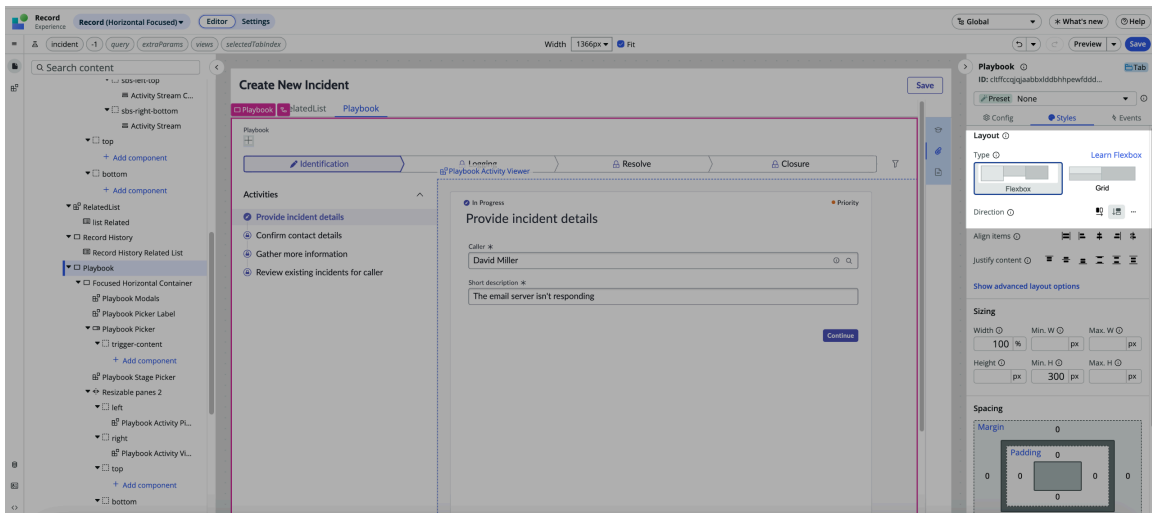 Record
Experience
Record (Horizontal Focused)
Editor
Settings
Global
What's new
Help
incident
-1
query
extraParams
views
selectedTabIndex
Width
1366px
Fit
Preview
Save
Search content
sbs-left-top
Activity Stream C...
sbs-right-bottom
Activity Stream
top
+ Add component
bottom
+ Add component
RelatedList
list Related
Record History
Record History Related List
Playbook
Focused Horizontal Container
Playbook Modals
Playbook Picker Label
Playbook Picker
trigger-content
+ Add component
Playbook Stage Picker
Resizable panes 2
left
Playbook Activity Pi...
right
Playbook Activity Vi...
top
+ Add component
bottom
Create New Incident
Save
Playbook
latedList
Playbook
Playbook
Identification
Logging
Resolve
Closure
Playbook Activity Viewer
Activities
Provide incident details
Confirm contact details
Gather more information
Review existing incidents for caller
In Progress
Priority
Provide incident details
Caller *
David Miller
Short description *
The email server isn't responding
Continue
Playbook
Tab
ID: cltffccqjqjaabbxlddbhhpewfddd...
Preset None
Config
Styles
Events
Layout
Type
Learn Flexbox
Flexbox
Grid
Direction
Align items
Justify content
Show advanced layout options
Sizing
Width
Min. W
Max. W
100 %
px
px
Height
Min. H
Max. H
px
300 px
px
Spacing
Margin
0
Padding
0
0
0
0
0
0